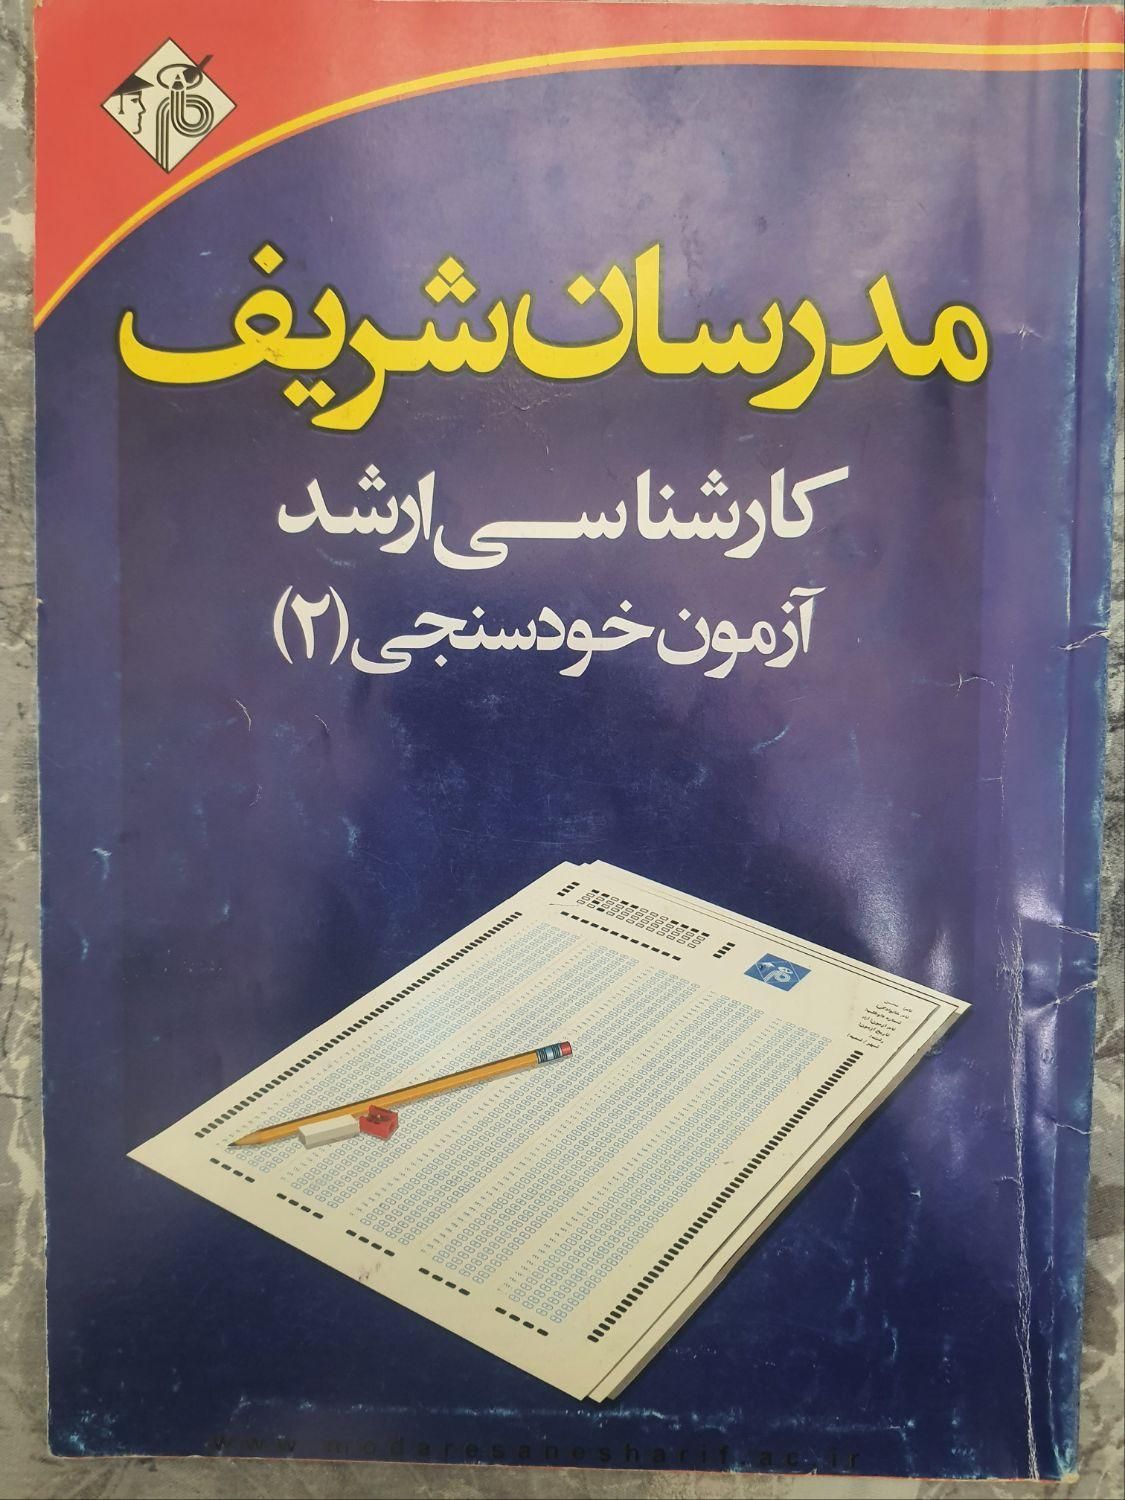 مدرسان شریف
کارشناسی ارشد
آزمون خودسنجی (۲)
www.modaresanesharif.ac.ir